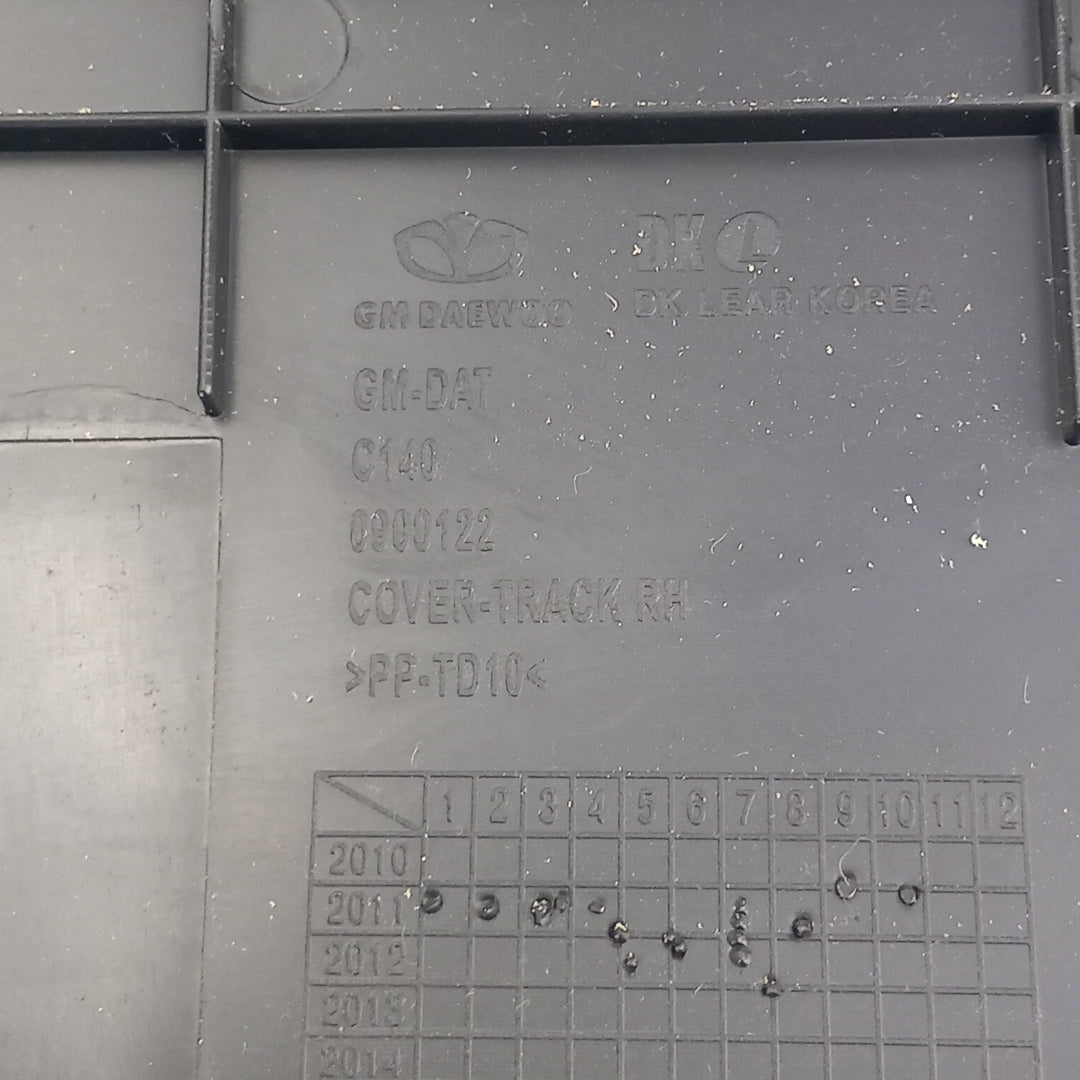 DK L
GM DAEWOO DK LEAR KOREA
GM-DAT
C140
0900122
COVER-TRACK RH
>PP-TD10<
1 2 3 4 5 6 7 8 9 10 11 12
2010
2011
2012
2013
2014